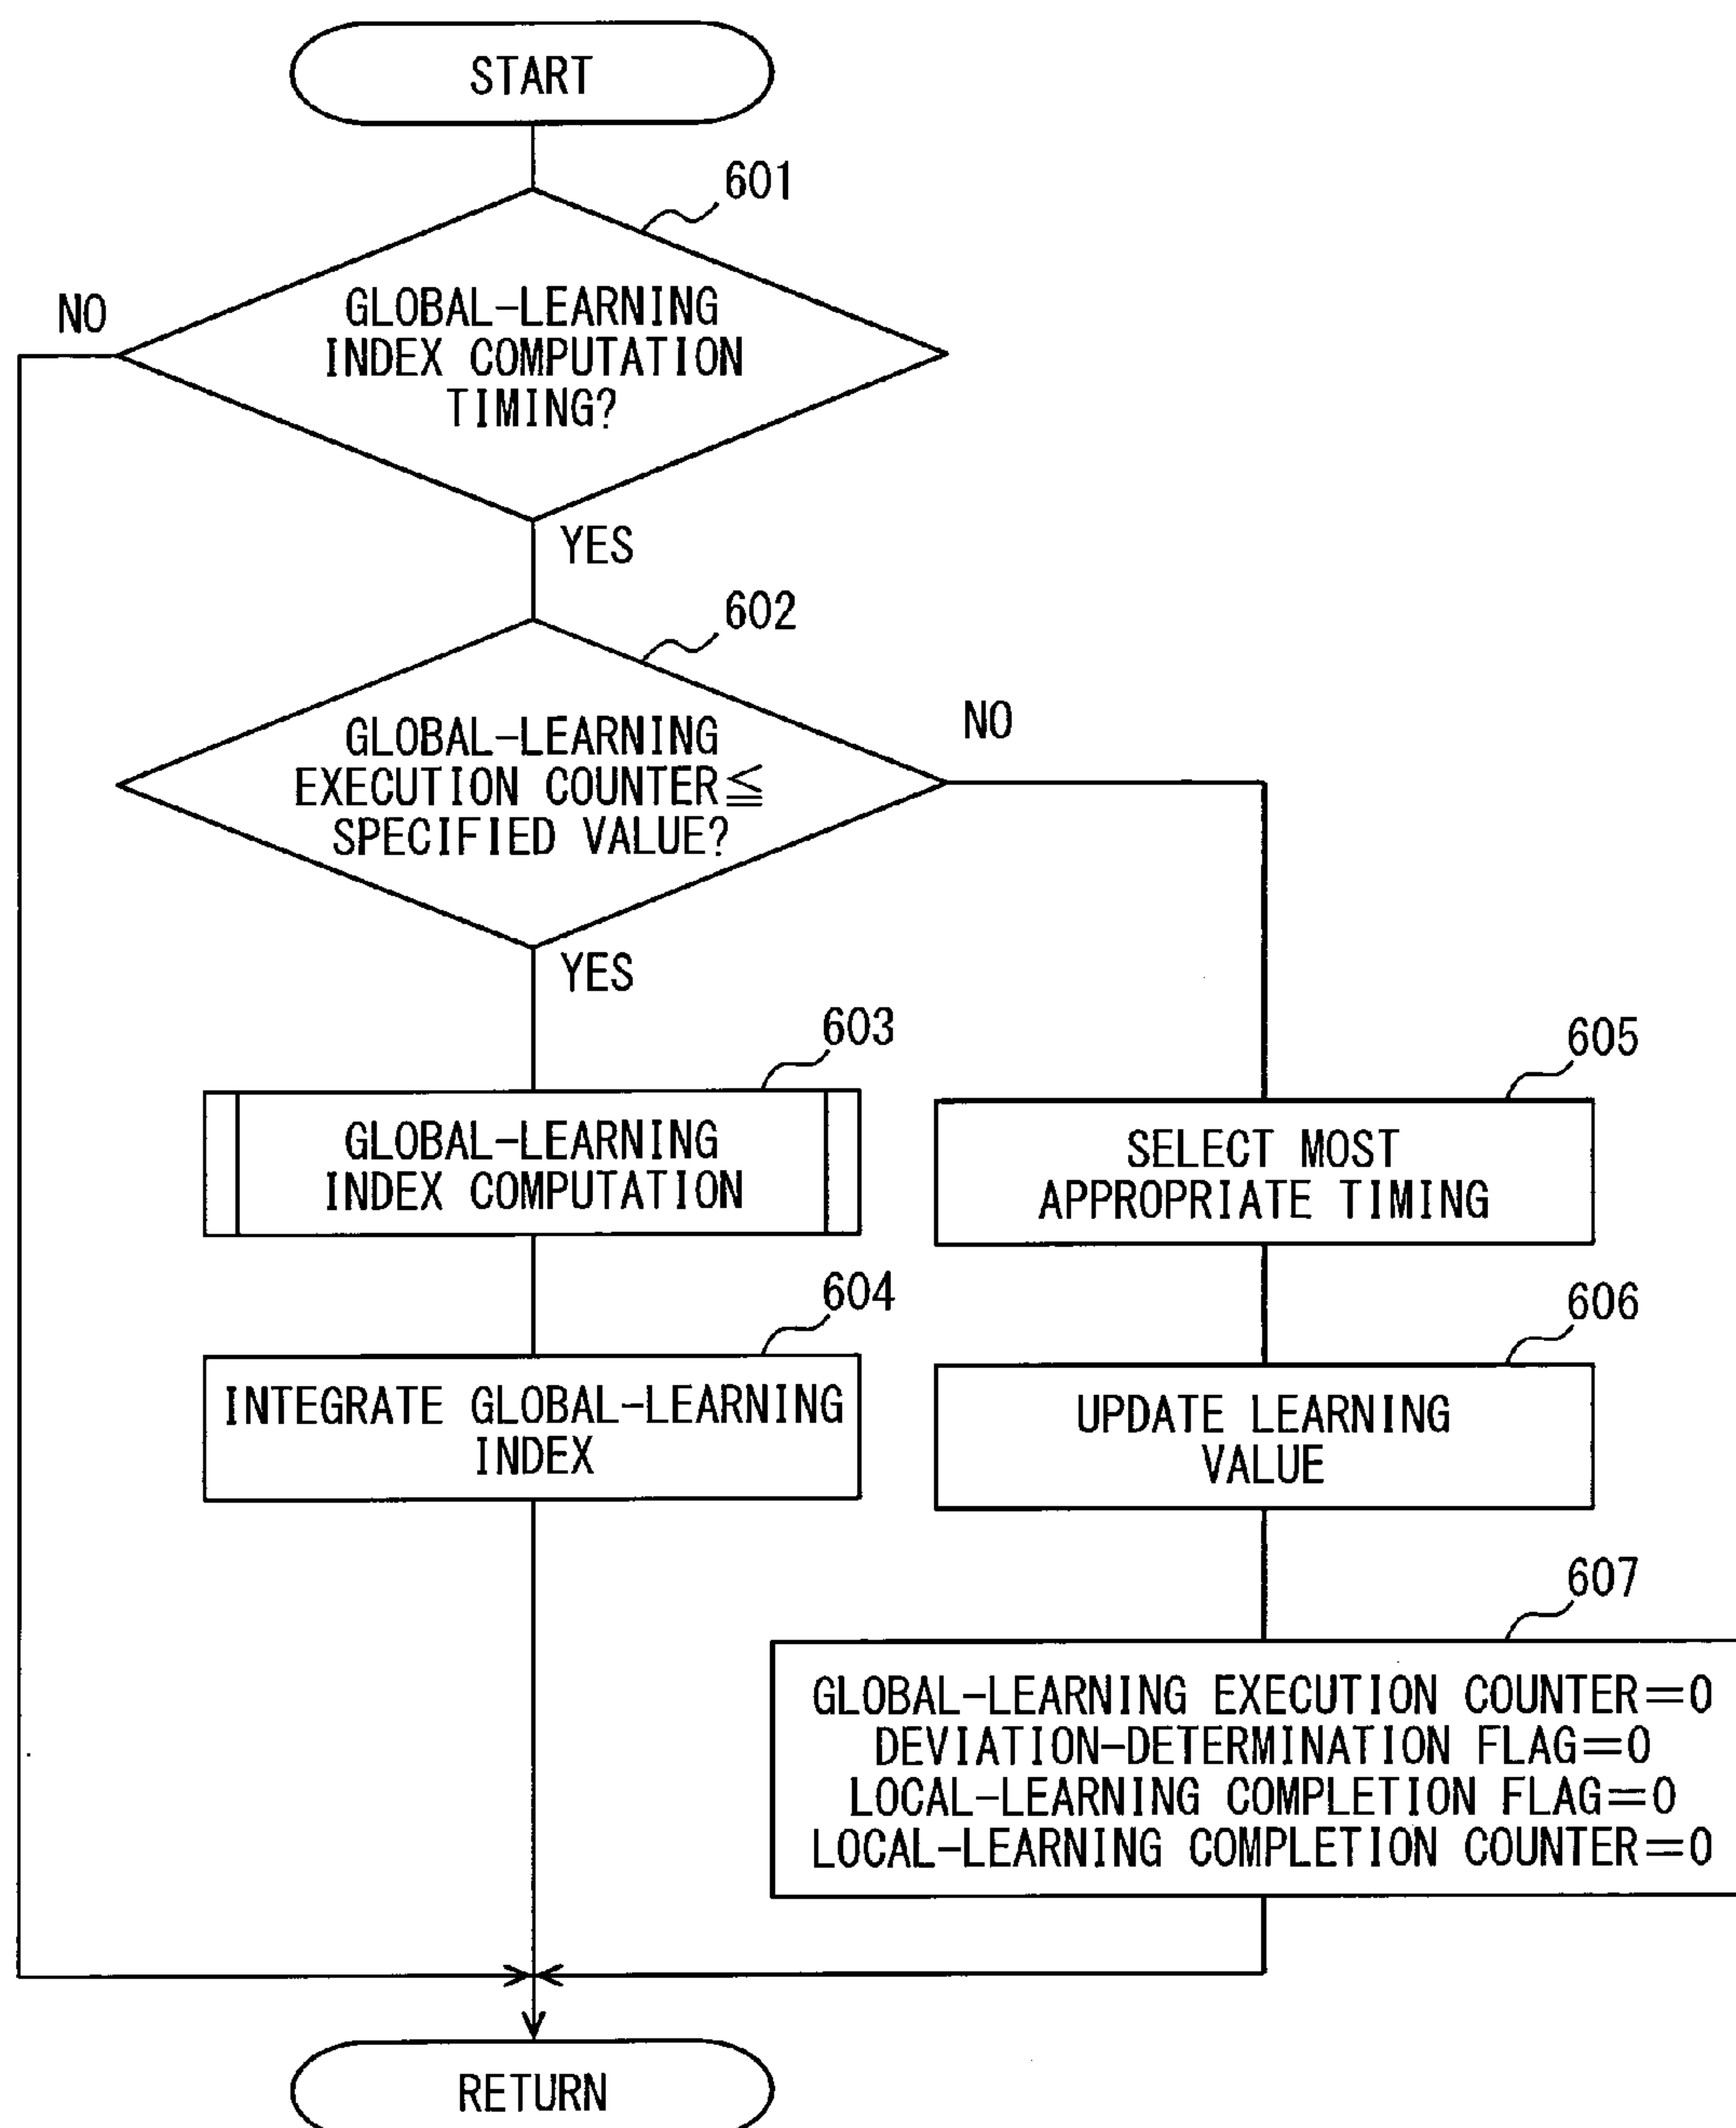 START
601
GLOBAL-LEARNING
INDEX COMPUTATION
TIMING?
NO
YES
602
GLOBAL-LEARNING
EXECUTION COUNTER≦
SPECIFIED VALUE?
NO
YES
603
GLOBAL-LEARNING
INDEX COMPUTATION
604
INTEGRATE GLOBAL-LEARNING
INDEX
605
SELECT MOST
APPROPRIATE TIMING
606
UPDATE LEARNING
VALUE
607
GLOBAL-LEARNING EXECUTION COUNTER=0
DEVIATION-DETERMINATION FLAG=0
LOCAL-LEARNING COMPLETION FLAG=0
LOCAL-LEARNING COMPLETION COUNTER=0
RETURN